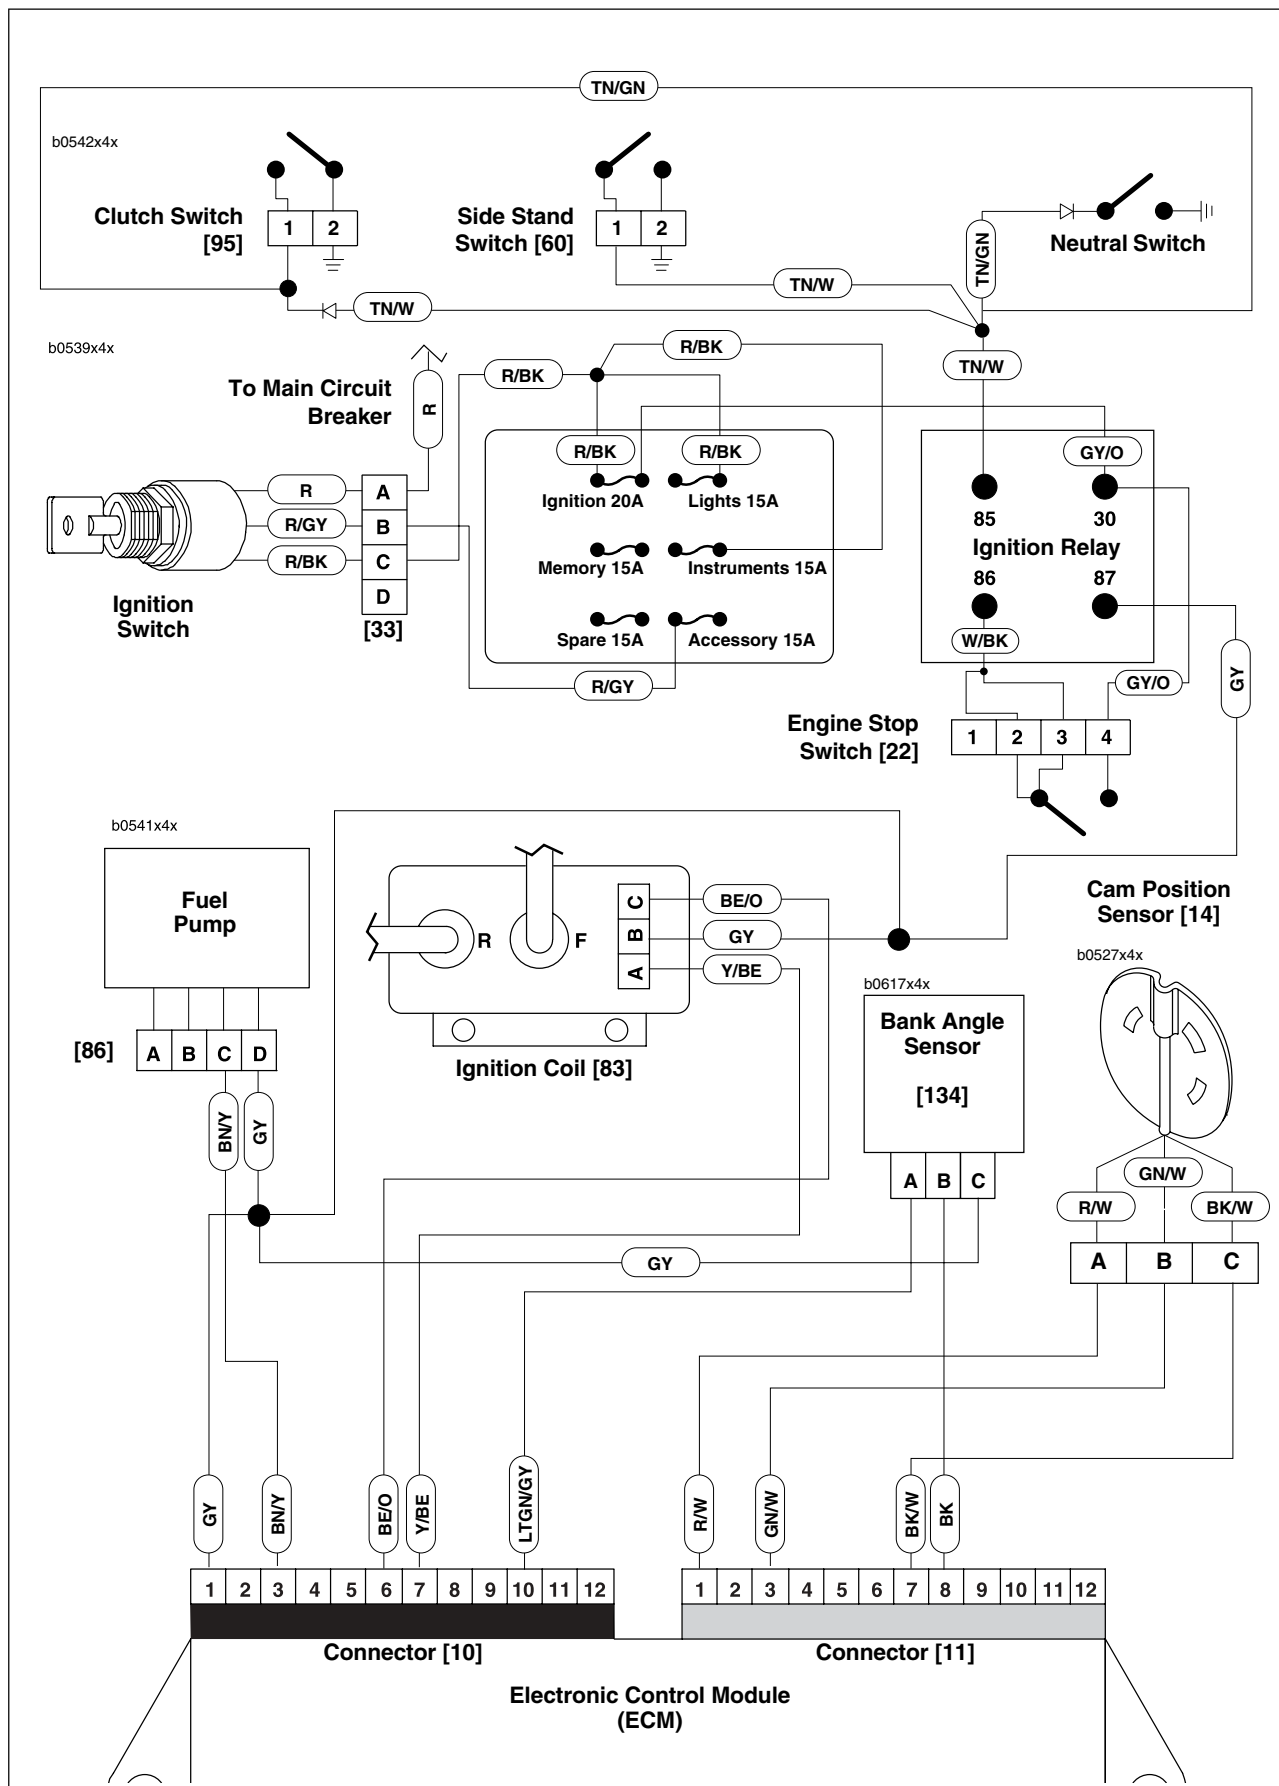 TN/GN
b0542x4x
Clutch Switch
[95]
1 2
Side Stand
Switch [60]
1 2
TN/GN
Neutral Switch
TN/W
TN/W
b0539x4x
R/BK
R/BK
TN/W
To Main Circuit
Breaker
R
R/BK R/BK
GY/O
Ignition 20A Lights 15A
Memory 15A Instruments 15A
Spare 15A Accessory 15A
85 30
Ignition Relay
86 87
W/BK
R
R/GY
R/BK
A
B
C
D
[33]
Ignition
Switch
R/GY
GY/O
GY
Engine Stop
Switch [22]
1 2 3 4
b0541x4x
Fuel
Pump
[86]
A B C D
BN/Y
GY
R F
C
B
A
BE/O
GY
Y/BE
Ignition Coil [83]
Cam Position
Sensor [14]
b0527x4x
b0617x4x
Bank Angle
Sensor
[134]
A B C
GN/W
R/W
BK/W
A B C
GY
GY
BN/Y
BE/O
Y/BE
LTGN/GY
R/W
GN/W
BK/W
BK
1 2 3 4 5 6 7 8 9 10 11 12
1 2 3 4 5 6 7 8 9 10 11 12
Connector [10]
Connector [11]
Electronic Control Module
(ECM)